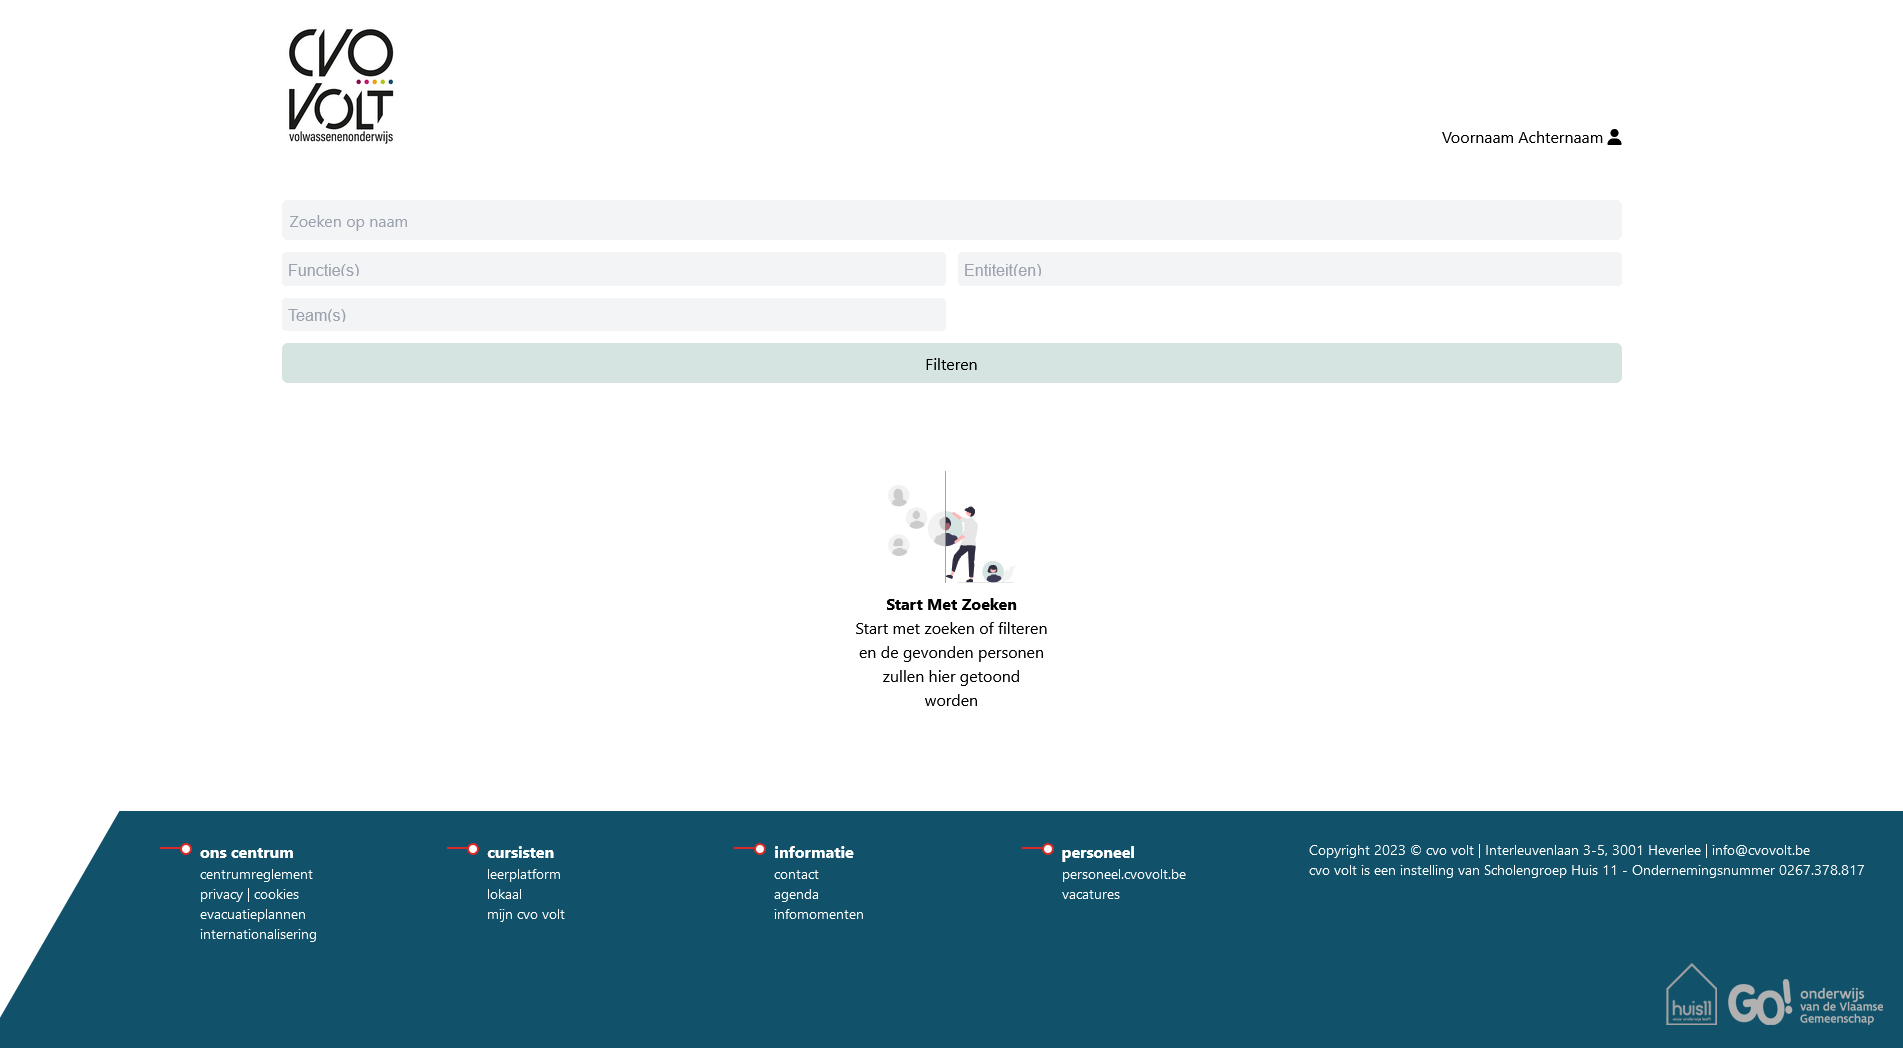 CVO
VOLT
volwassenenonderwijs
Voornaam Achternaam
Zoeken op naam
Functie(s)
Entiteit(en)
Team(s)
Filteren
Start Met Zoeken
Start met zoeken of filteren
en de gevonden personen
zullen hier getoond
worden
ons centrum
centrumreglement
privacy | cookies
evacuatieplannen
internationalisering
cursisten
leerplatform
lokaal
mijn cvo volt
informatie
contact
agenda
infomomenten
personeel
personeel.cvovolt.be
vacatures
Copyright 2023 © cvo volt | Interleuvenlaan 3-5, 3001 Heverlee | info@cvovolt.be
cvo volt is een instelling van Scholengroep Huis 11 - Ondernemingsnummer 0267.378.817
huis11
GO!
onderwijs
van de Vlaamse
Gemeenschap